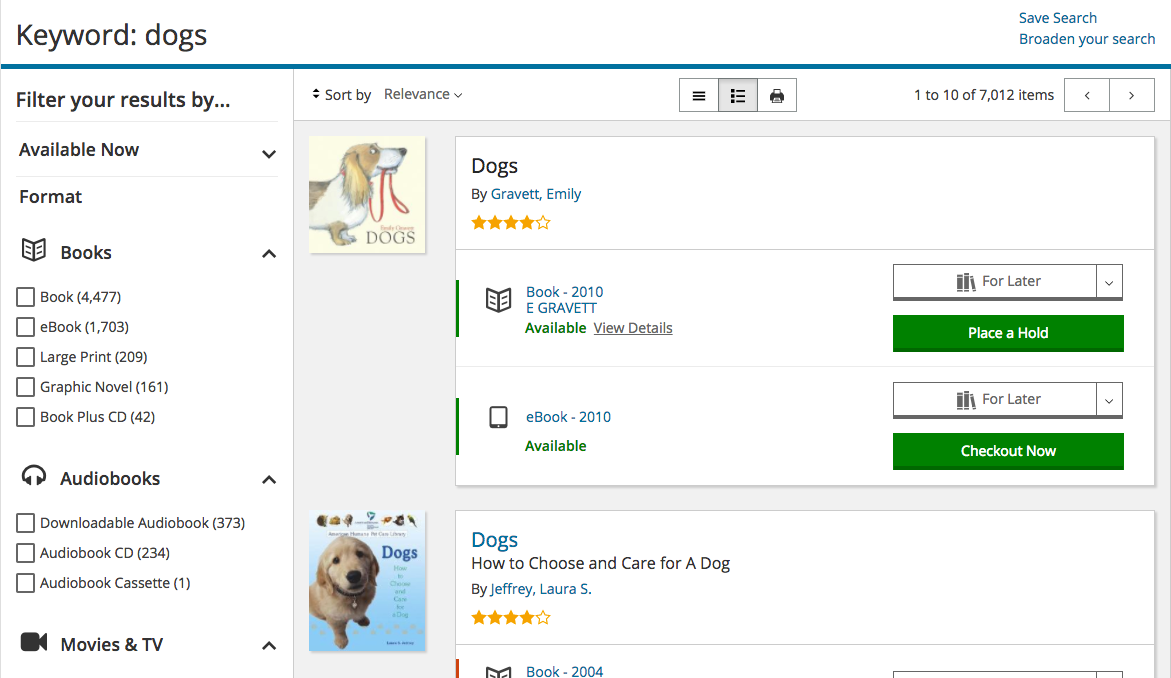 Keyword: dogs
Save Search
Broaden your search
Filter your results by...
Available Now
Format
Books
Book (4,477)
eBook (1,703)
Large Print (209)
Graphic Novel (161)
Book Plus CD (42)
Audiobooks
Downloadable Audiobook (373)
Audiobook CD (234)
Audiobook Cassette (1)
Movies & TV
Sort by Relevance
1 to 10 of 7,012 items
Emily Gravett
DOGS
Dogs
By Gravett, Emily
Book - 2010
E GRAVETT
Available View Details
For Later
Place a Hold
eBook - 2010
Available
For Later
Checkout Now
American Humane Pet Care Library
Dogs
How
to
Choose
and
Care
for
a Dog
Dogs
How to Choose and Care for A Dog
By Jeffrey, Laura S.
Book - 2004